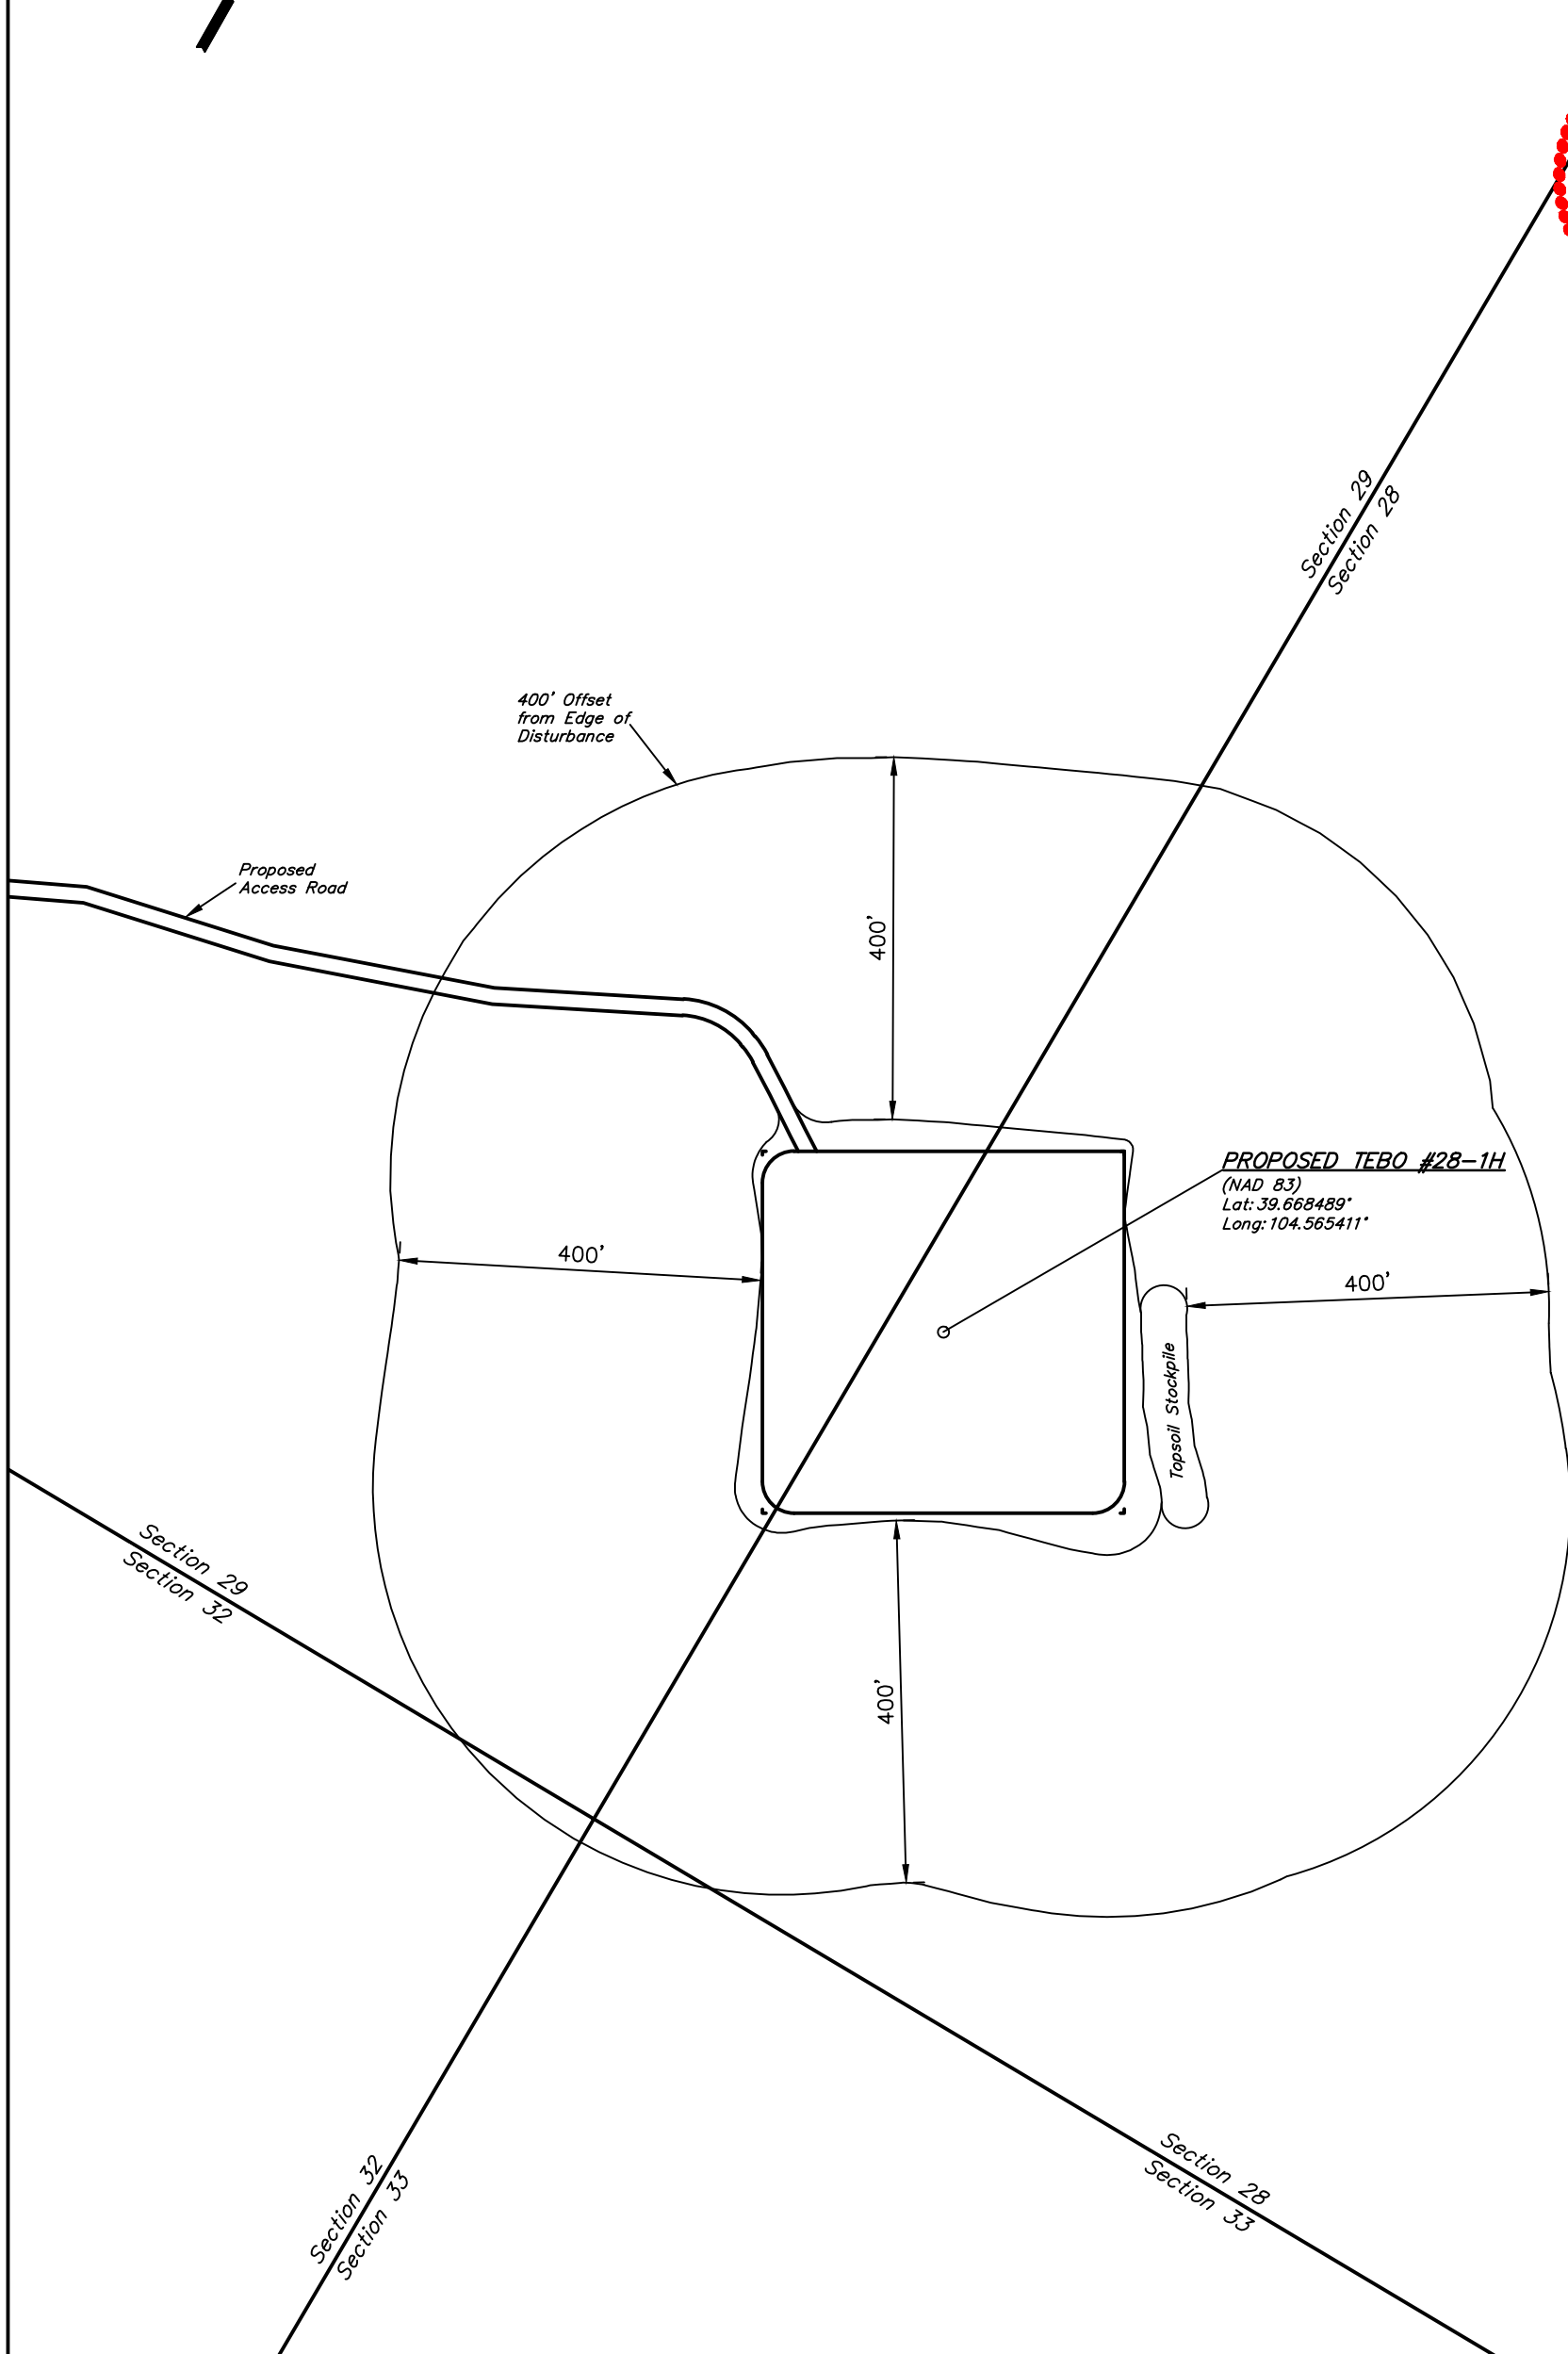 Section 29
Section 28
400' Offset
from Edge of
Disturbance
Proposed
Access Road
400'
PROPOSED TEBO #28-1H
(NAD 83)
Lat: 39.668489°
Long: 104.565411°
400'
400'
Topsoil Stockpile
Section 29
Section 32
400'
Section 28
Section 33
Section 32
Section 33